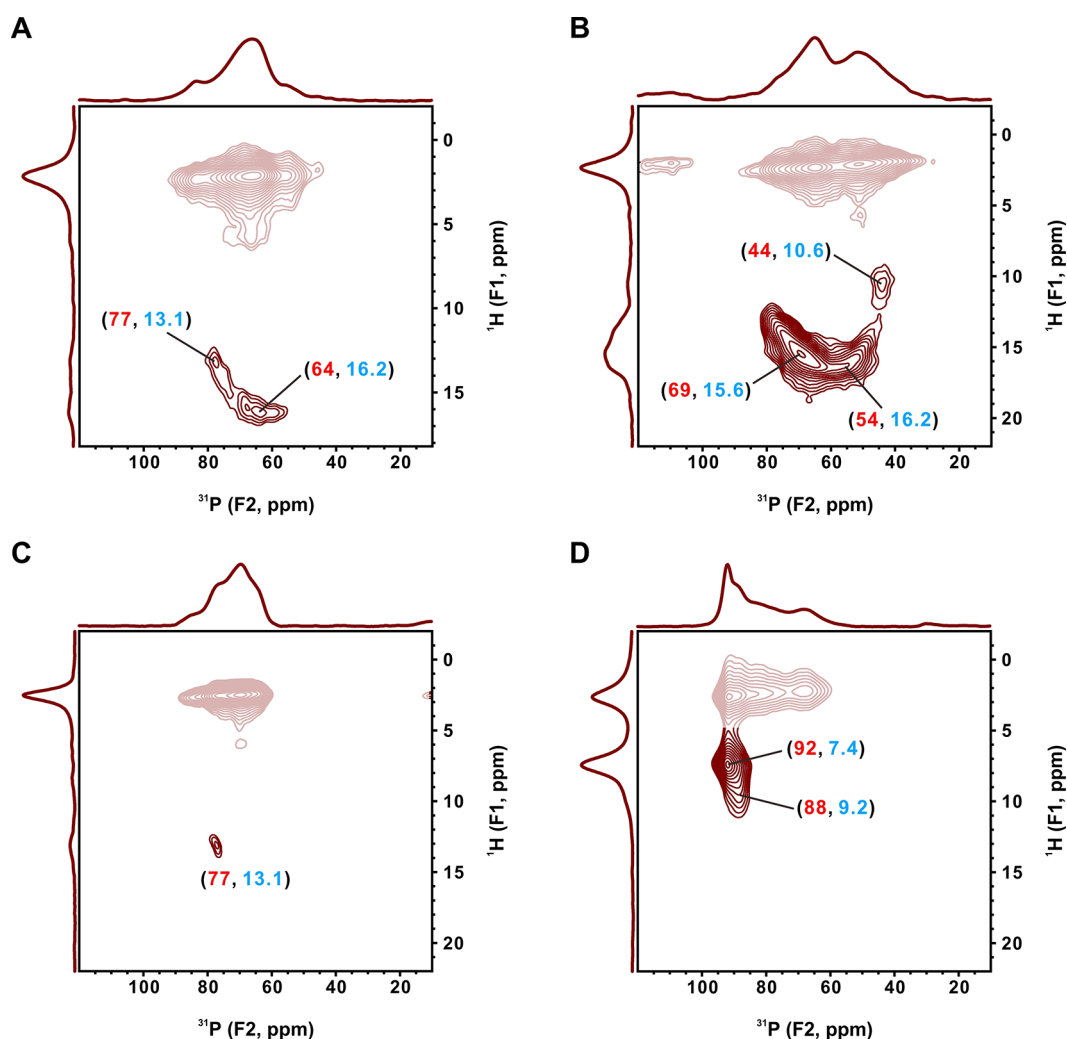 A
0
5
10
15
(77, 13.1)
(64, 16.2)
¹H (F1, ppm)
100 80 60 40 20
³¹P (F2, ppm)
B
0
5
10
15
20
(44, 10.6)
(69, 15.6)
(54, 16.2)
¹H (F1, ppm)
100 80 60 40 20
³¹P (F2, ppm)
C
0
5
10
15
20
(77, 13.1)
¹H (F1, ppm)
100 80 60 40 20
³¹P (F2, ppm)
D
0
5
10
15
20
(92, 7.4)
(88, 9.2)
¹H (F1, ppm)
100 80 60 40 20
³¹P (F2, ppm)